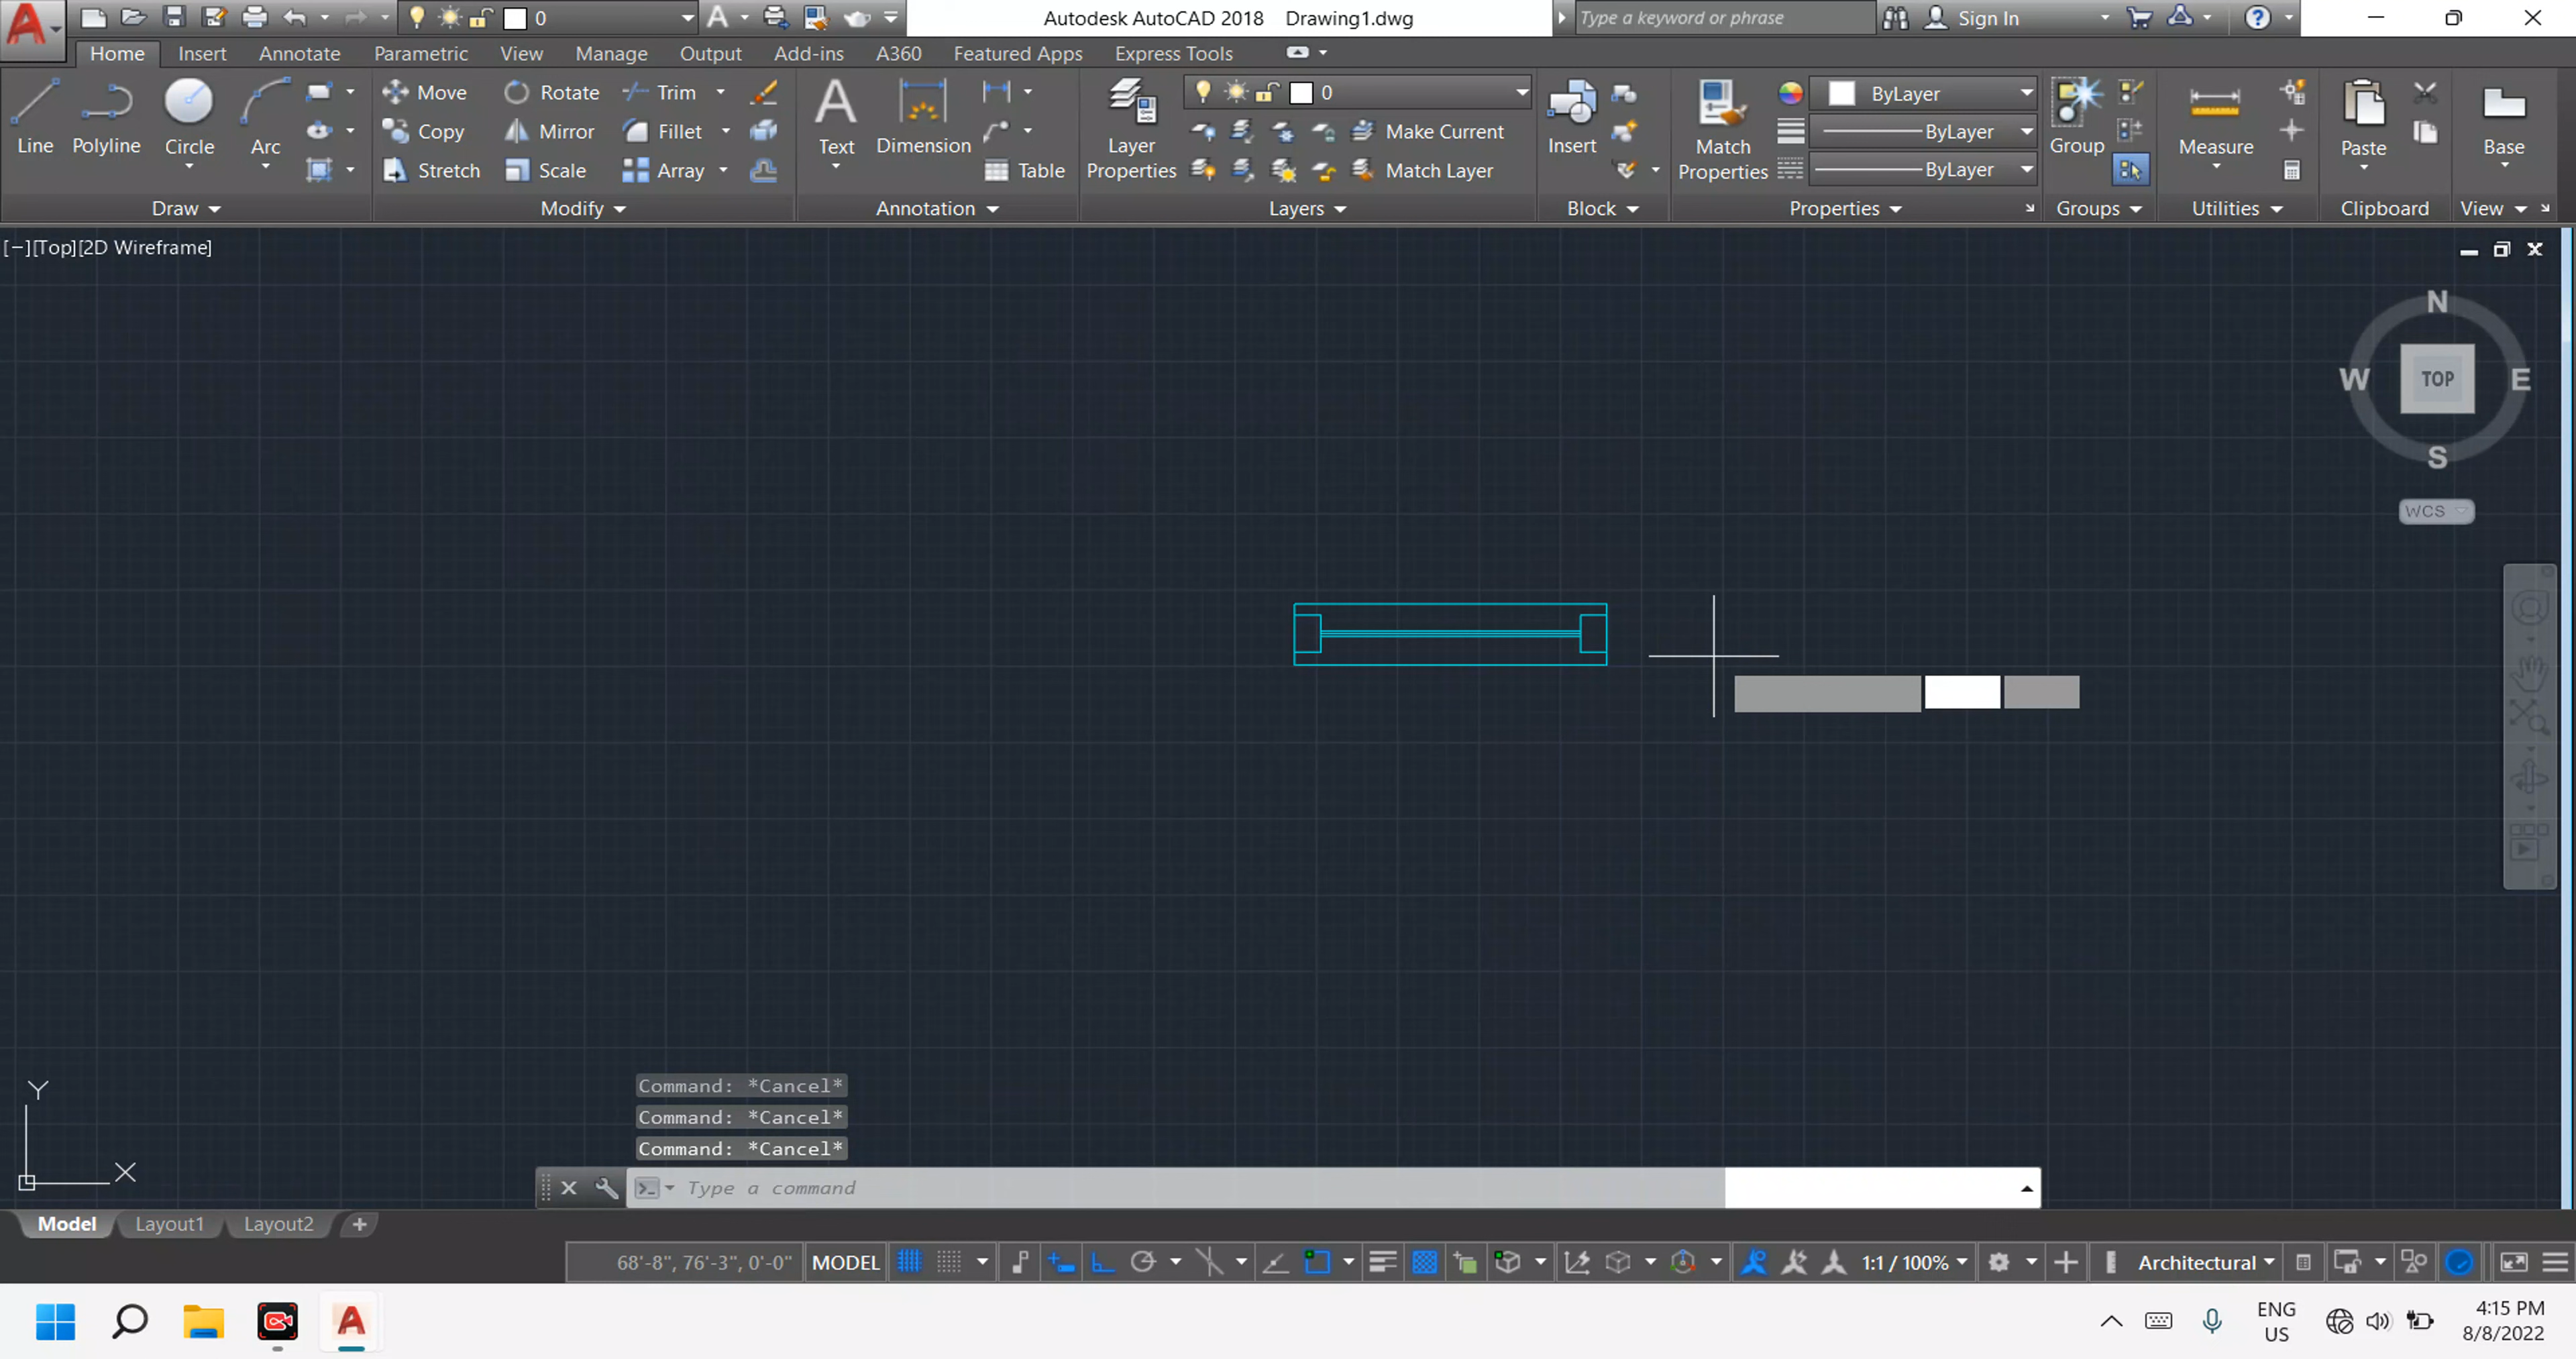 A 0 A Autodesk AutoCAD 2018 Drawing1.dwg Type a keyword or phrase Sign In ?
Home Insert Annotate Parametric View Manage Output Add-ins A360 Featured Apps Express Tools
Move Rotate Trim 0 ByLayer
Line Polyline Circle Arc Copy Mirror Fillet Text Dimension Layer Properties Make Current Insert Match Properties ByLayer Group Measure Paste Base
Stretch Scale Array Table Match Layer ByLayer
Draw Modify Annotation Layers Block Properties Groups Utilities Clipboard View
[−][Top][2D Wireframe]
N
W TOP E
S
WCS
Command: *Cancel*
Command: *Cancel*
Command: *Cancel*
Y
X
Type a command
Model Layout1 Layout2 +
68'-8", 76'-3", 0'-0" MODEL 1:1 / 100% Architectural
ENG 4:15 PM
US 8/8/2022